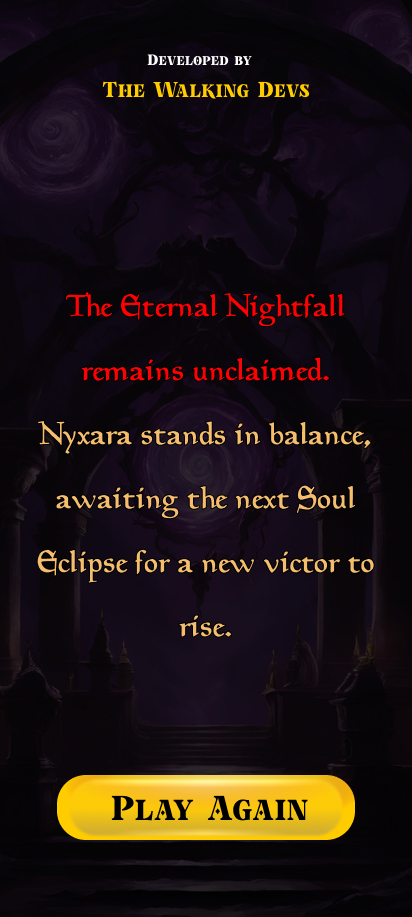 Developed by
The Walking Devs
The Eternal Nightfall
remains unclaimed.
Nyxara stands in balance,
awaiting the next Soul
Eclipse for a new victor to
rise.
Play Again